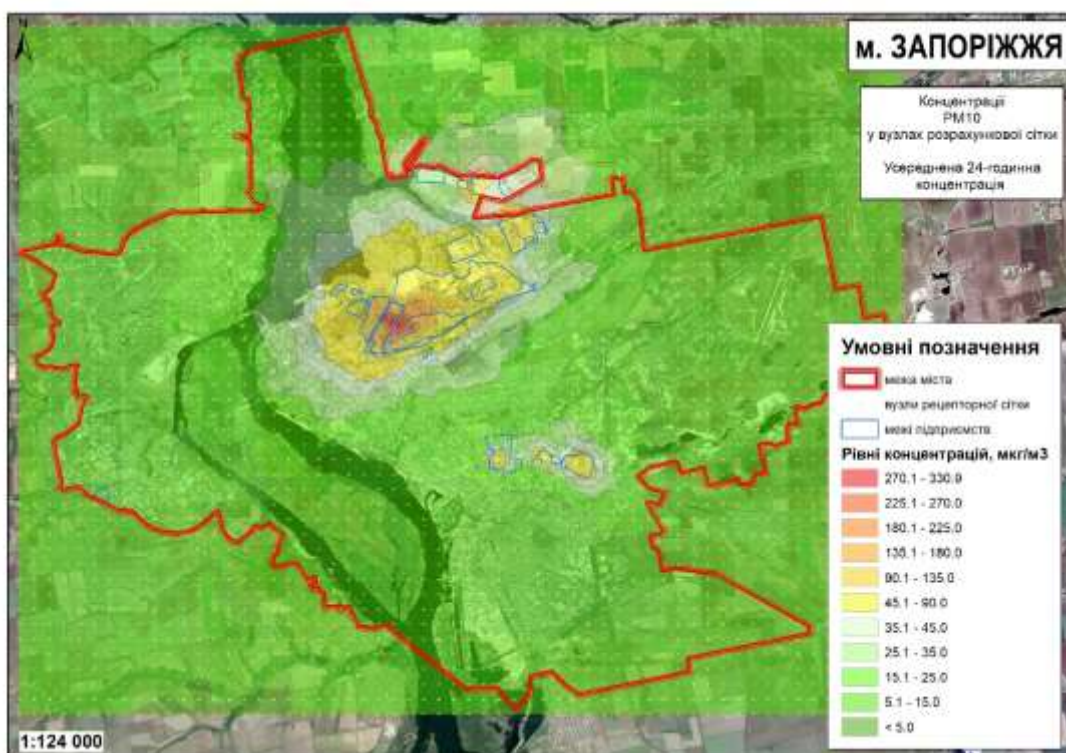 м. ЗАПОРІЖЖЯ
Концентрації
PM10
у вузлах розрахункової сітки
Усереднена 24-годинна
концентрація
Умовні позначення
межа міста
вузли рецепторної сітки
межі підприємств
Рівні концентрацій, мкг/м3
270.1 - 330.9
225.1 - 270.0
180.1 - 225.0
135.1 - 180.0
90.1 - 135.0
45.1 - 90.0
35.1 - 45.0
25.1 - 35.0
15.1 - 25.0
5.1 - 15.0
< 5.0
1:124 000